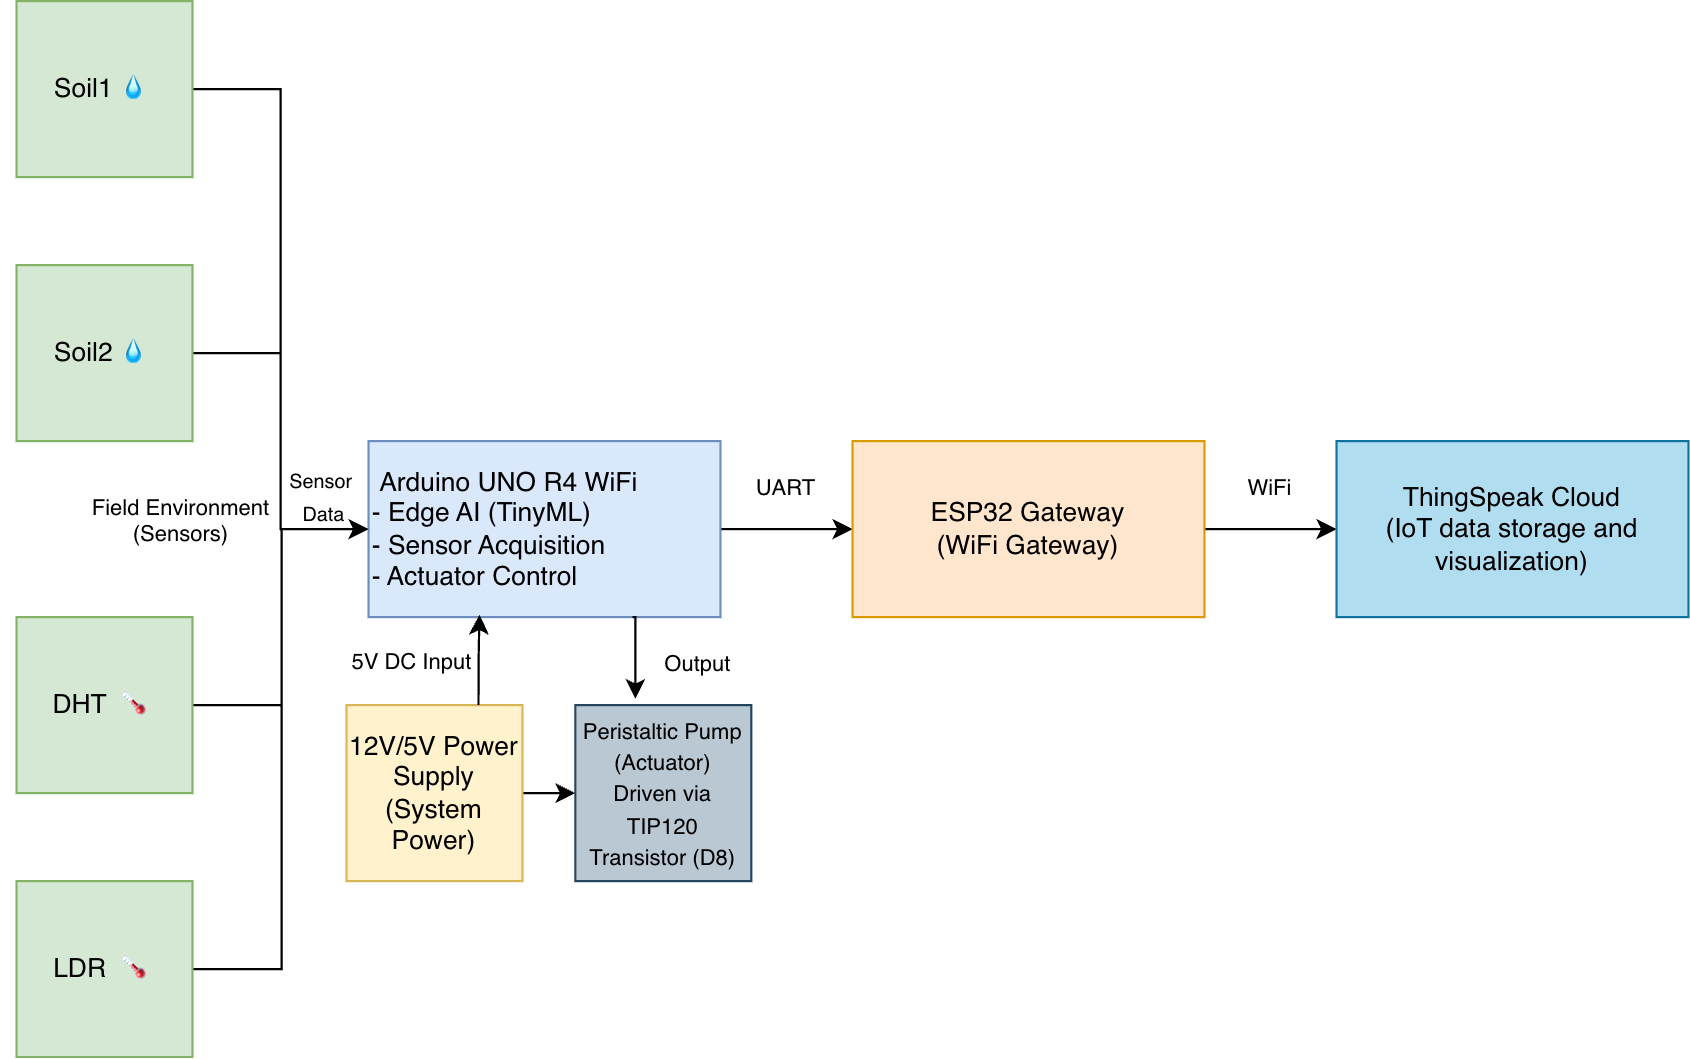 Soil1 💧
Soil2 💧
Field Environment
(Sensors)
DHT 🌡️
LDR 🌡️
Sensor
Data
Arduino UNO R4 WiFi
- Edge AI (TinyML)
- Sensor Acquisition
- Actuator Control
UART
ESP32 Gateway
(WiFi Gateway)
WiFi
ThingSpeak Cloud
(IoT data storage and
visualization)
5V DC Input
Output
12V/5V Power
Supply
(System
Power)
Peristaltic Pump
(Actuator)
Driven via
TIP120
Transistor (D8)